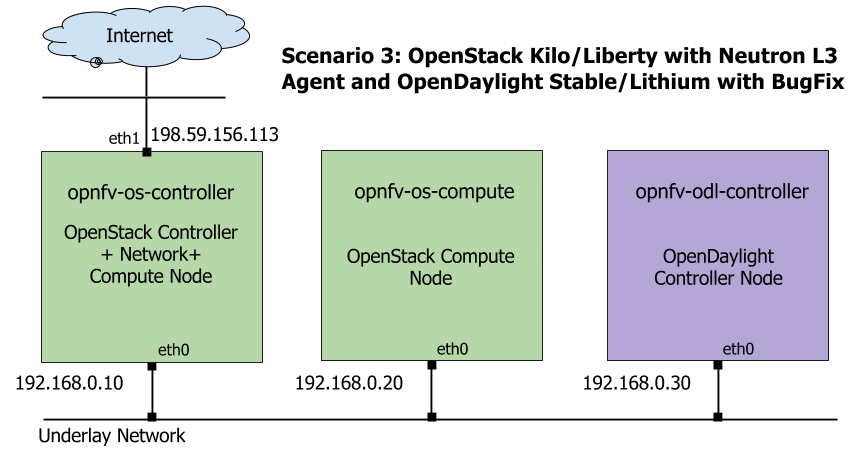 Internet
Scenario 3: OpenStack Kilo/Liberty with Neutron L3
Agent and OpenDaylight Stable/Lithium with BugFix
eth1
198.59.156.113
opnfv-os-controller
OpenStack Controller
+ Network+
Compute Node
eth0
192.168.0.10
opnfv-os-compute
OpenStack Compute
Node
eth0
192.168.0.20
opnfv-odl-controller
OpenDaylight
Controller Node
eth0
192.168.0.30
Underlay Network